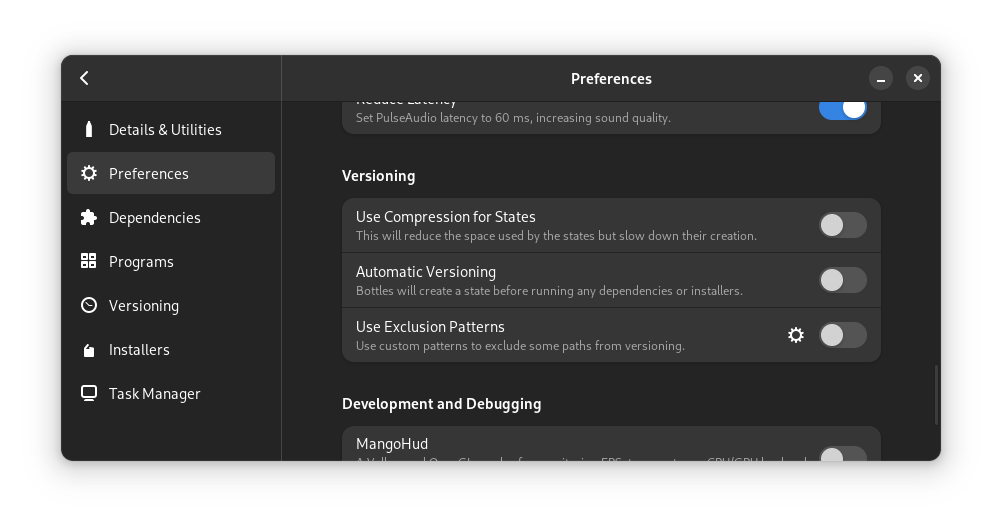 Preferences
Details & Utilities
Preferences
Dependencies
Programs
Versioning
Installers
Task Manager
Reduce Latency
Set PulseAudio latency to 60 ms, increasing sound quality.
Versioning
Use Compression for States
This will reduce the space used by the states but slow down their creation.
Automatic Versioning
Bottles will create a state before running any dependencies or installers.
Use Exclusion Patterns
Use custom patterns to exclude some paths from versioning.
Development and Debugging
MangoHud